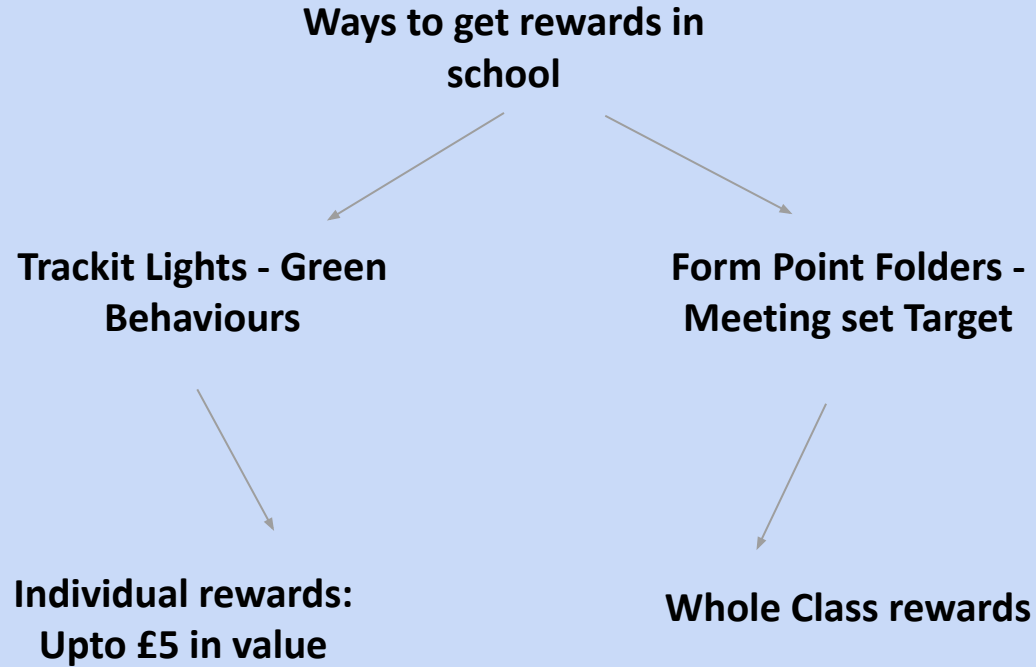 Ways to get rewards in
school
Trackit Lights - Green
Behaviours
Form Point Folders -
Meeting set Target
Individual rewards:
Upto £5 in value
Whole Class rewards